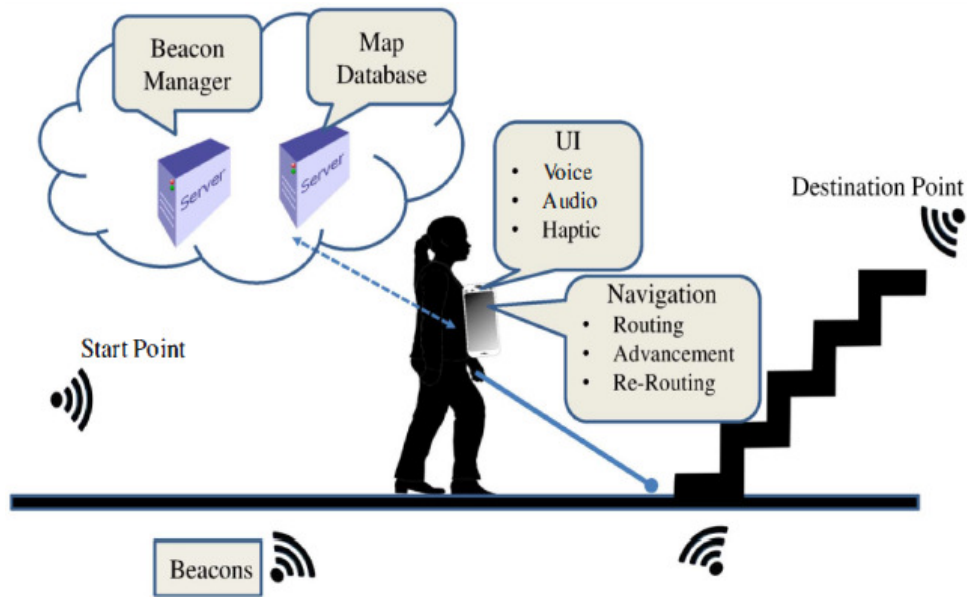 Beacon
Manager
Map
Database
Server
Server
UI
• Voice
• Audio
• Haptic
Destination Point
Navigation
• Routing
• Advancement
• Re-Routing
Start Point
Beacons